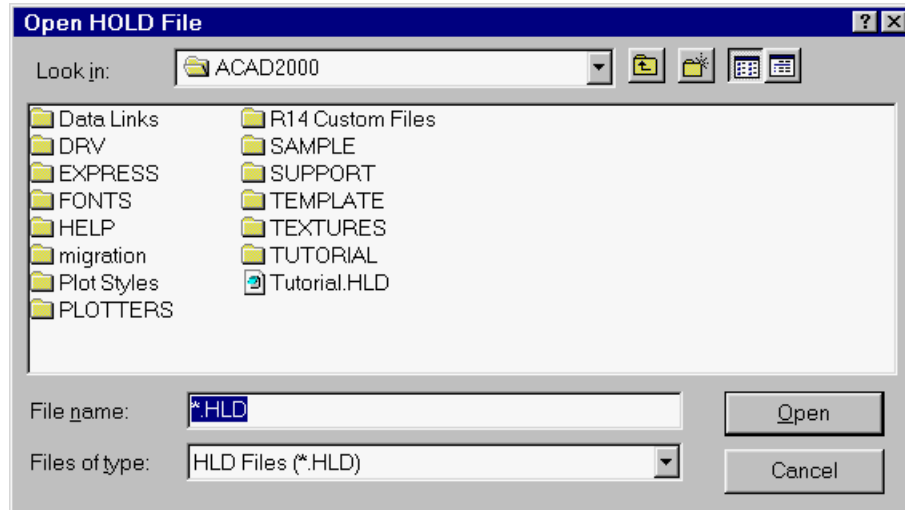 Open HOLD File
Look in: ACAD2000
Data Links
DRV
EXPRESS
FONTS
HELP
migration
Plot Styles
PLOTTERS
R14 Custom Files
SAMPLE
SUPPORT
TEMPLATE
TEXTURES
TUTORIAL
Tutorial.HLD
File name: *.HLD
Open
Files of type: HLD Files (*.HLD)
Cancel